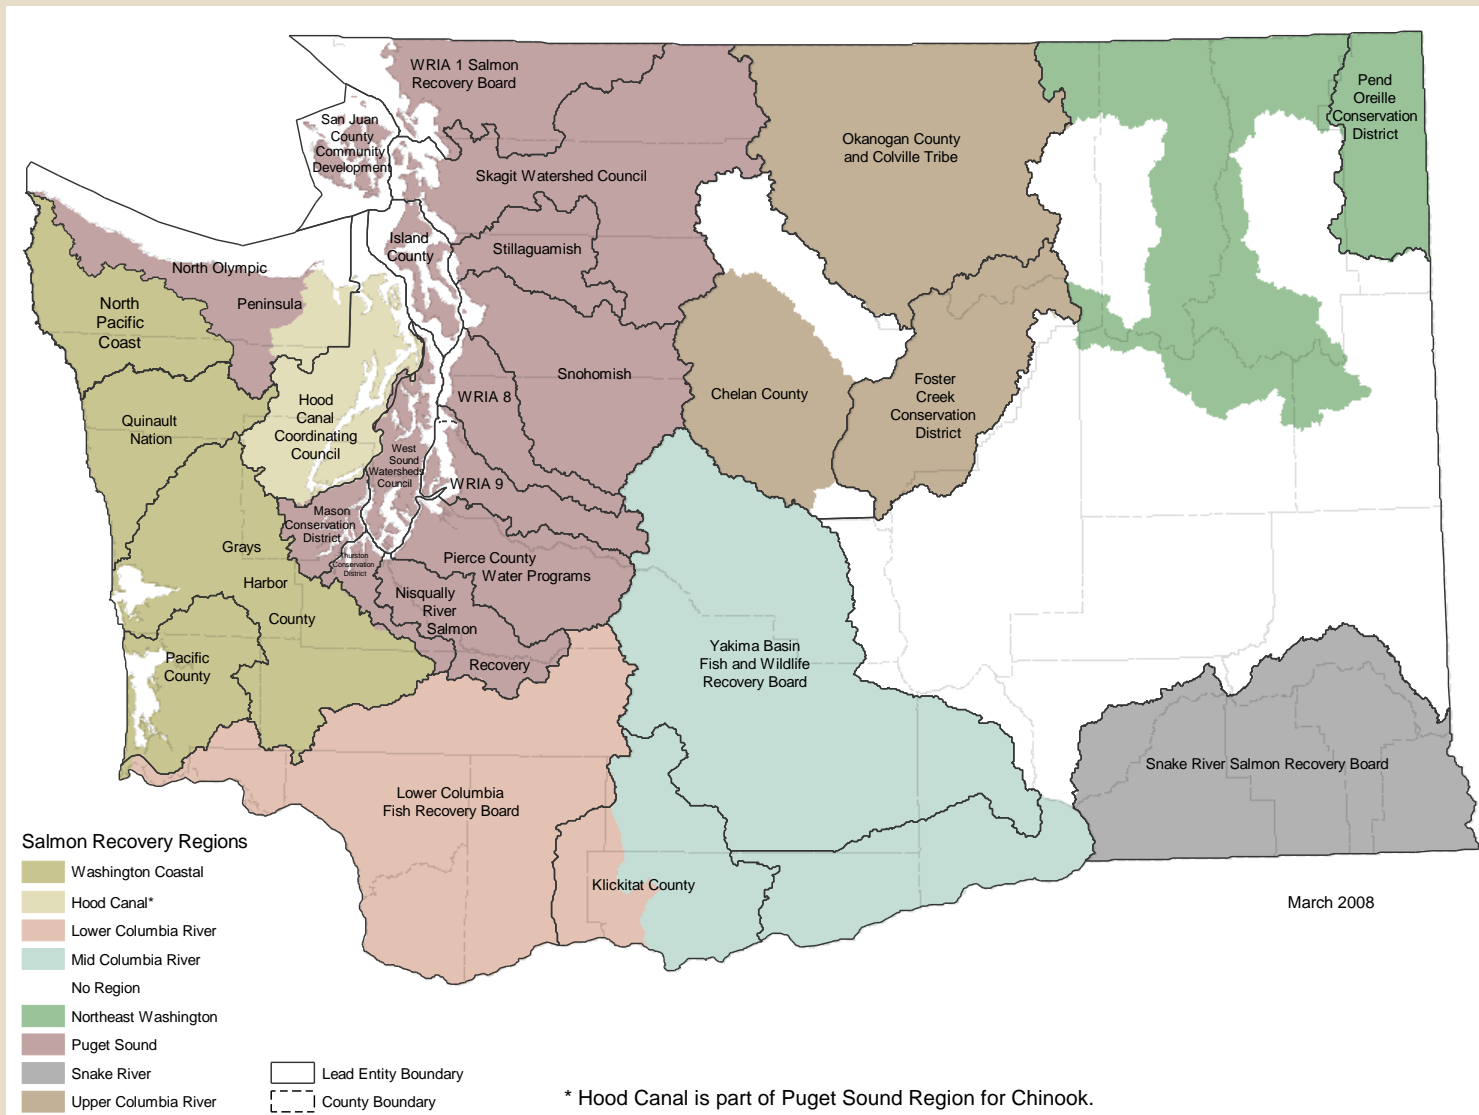 WRIA 1 Salmon
Recovery Board
San Juan
County
Community
Development
Skagit Watershed Council
Okanogan County
and Colville Tribe
Pend
Oreille
Conservation
District
Island
County
Stillaguamish
North Olympic
Peninsula
North
Pacific
Coast
Snohomish
WRIA 8
Chelan County
Foster
Creek
Conservation
District
Quinault
Nation
Hood
Canal
Coordinating
Council
West
Sound
Watersheds
Council
WRIA 9
Mason
Conservation
District
Thurston
Conservation
District
Grays
Harbor
County
Pierce County
Water Programs
Nisqually
River
Salmon
Recovery
Pacific
County
Yakima Basin
Fish and Wildlife
Recovery Board
Snake River Salmon Recovery Board
Lower Columbia
Fish Recovery Board
Klickitat County
March 2008
Salmon Recovery Regions
Washington Coastal
Hood Canal*
Lower Columbia River
Mid Columbia River
No Region
Northeast Washington
Puget Sound
Snake River
Upper Columbia River
Lead Entity Boundary
County Boundary
* Hood Canal is part of Puget Sound Region for Chinook.